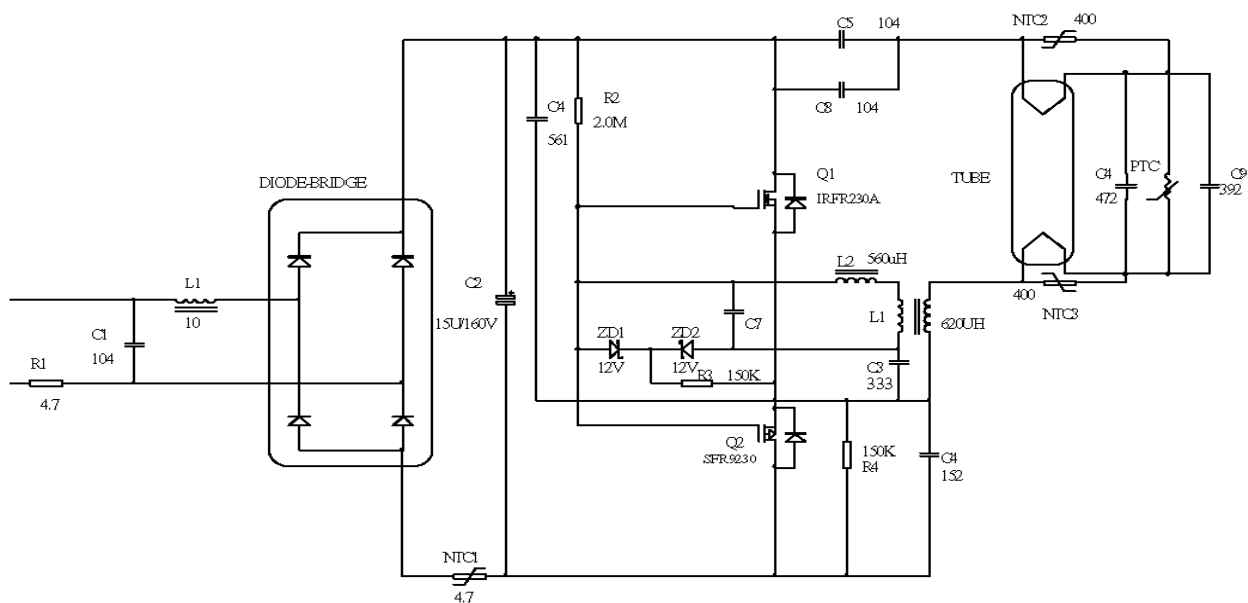 C5 104
NTC2 400
C8 104
R2
2.0M
C4
561
DIODE-BRIDGE
Q1
IRFR230A
TUBE
C4
472
PTC
C9
392
L1
10
C2
15U/160V
L2 560uH
L1
620UH
400
NTC3
C1
104
C7
ZD1
12V
ZD2
12V
R3 150K
C3
333
R1
4.7
Q2
SFR9230
150K
R4
C4
152
NTC1
4.7